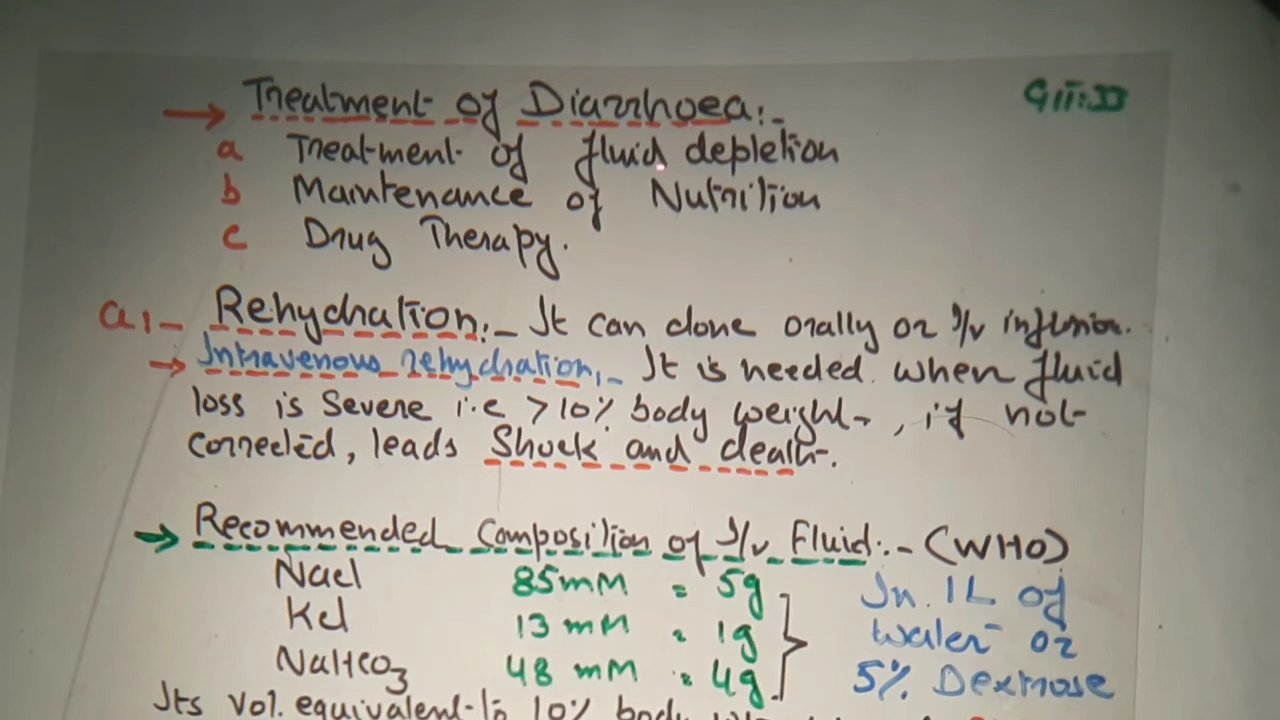 → Treatment of Diarrhoea:-
GIT:D
a Treatment of fluid depletion
b Maintenance of Nutrition
c Drug Therapy.
a,- Rehydration:- It can done orally or I/v infusion.
→ Intravenous rehydration,- It is needed when fluid
loss is severe i.e >10% body weight, if not
corrected, leads Shock and death.
→ Recommended Composition of I/v Fluid:- (WHO)
Nacl 85mM = 5g
Kcl 13 mM = 1g
NaHco3 48 mM = 4g
In 1L of
water or
5% Dextrose
Its vol. equivalent to 10% body